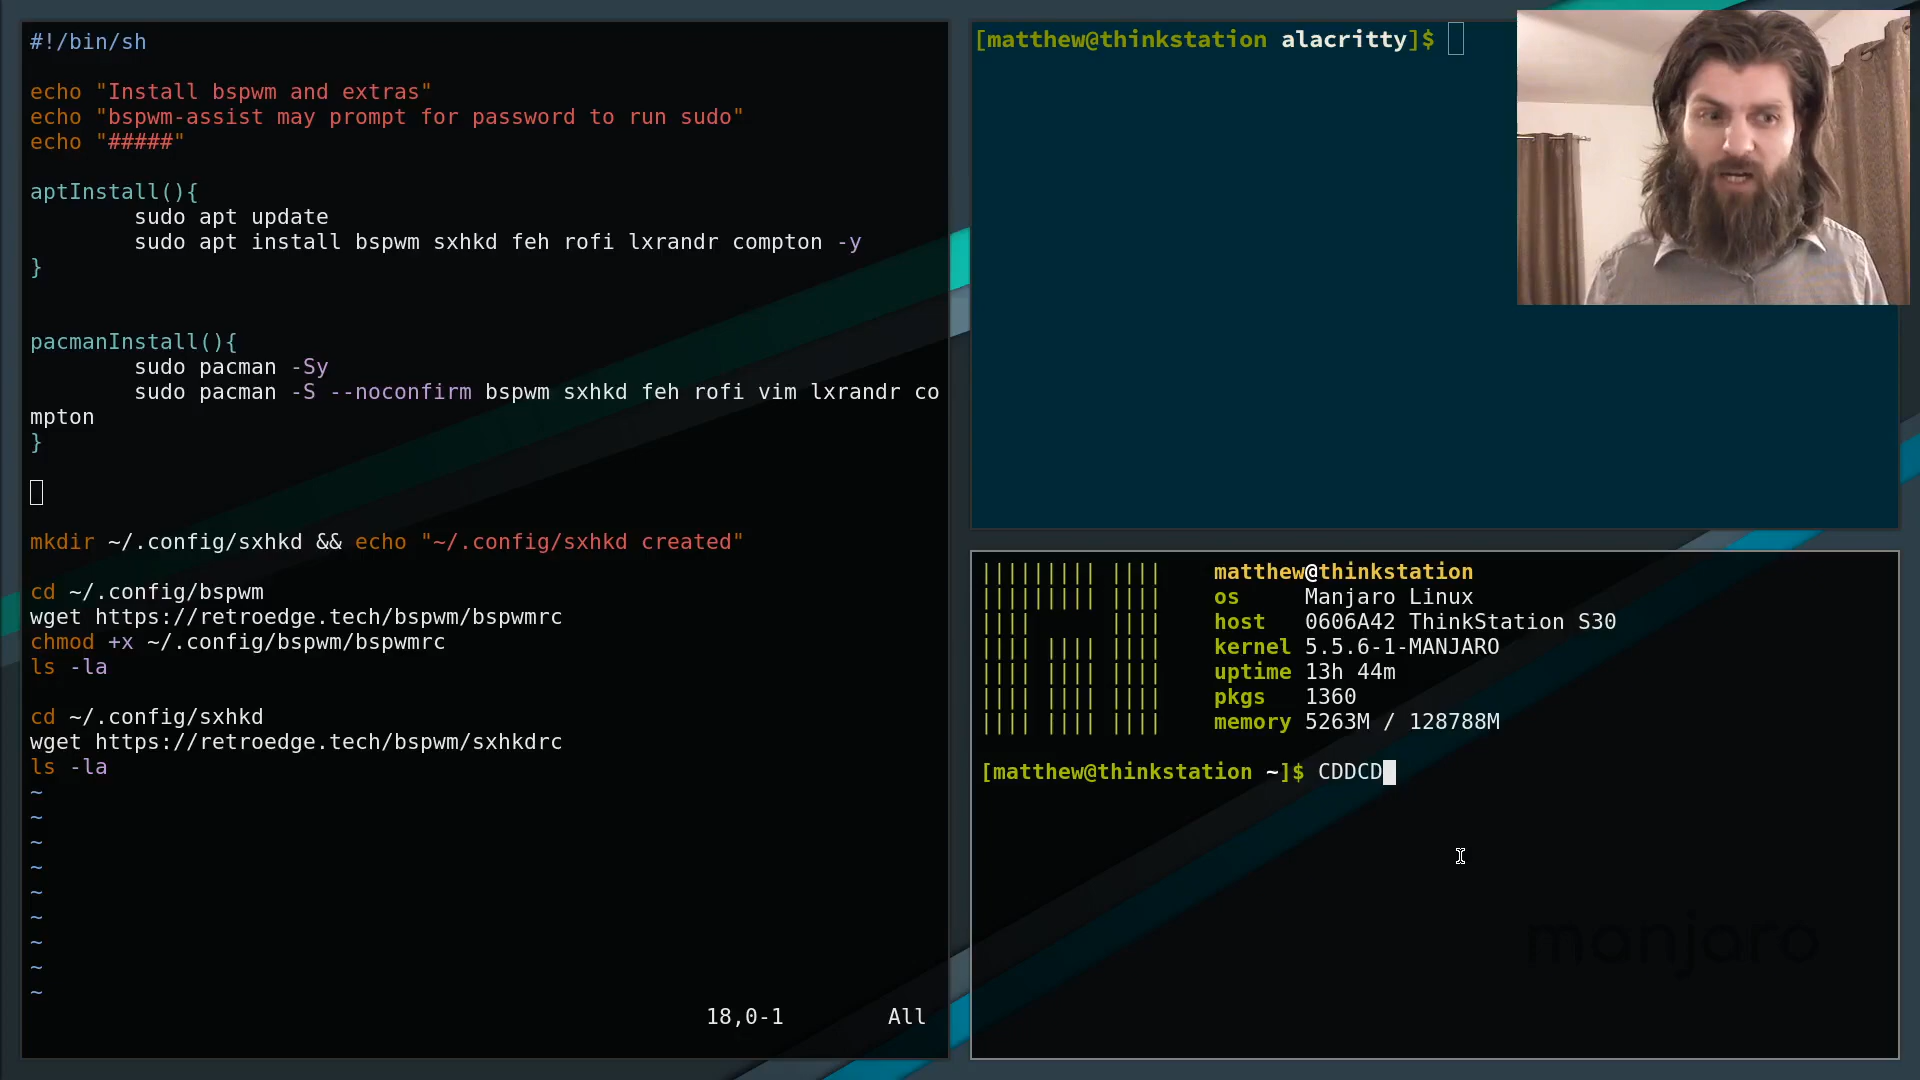 #!/bin/sh
echo "Install bspwm and extras"
echo "bspwm-assist may prompt for password to run sudo"
echo "#####"
aptInstall(){
sudo apt update
sudo apt install bspwm sxhkd feh rofi lxrandr compton -y
}
pacmanInstall(){
sudo pacman -Sy
sudo pacman -S --noconfirm bspwm sxhkd feh rofi vim lxrandr co
mpton
}
mkdir ~/.config/sxhkd && echo "~/.config/sxhkd created"
cd ~/.config/bspwm
wget https://retroedge.tech/bspwm/bspwmrc
chmod +x ~/.config/bspwm/bspwmrc
ls -la
cd ~/.config/sxhkd
wget https://retroedge.tech/bspwm/sxhkdrc
ls -la
~
~
~
~
~
~
~
~
~
18,0-1 All
[matthew@thinkstation alacritty]$
||||||||| |||| matthew@thinkstation
||||||||| |||| os Manjaro Linux
|||| |||| host 0606A42 ThinkStation S30
|||| |||| |||| kernel 5.5.6-1-MANJARO
|||| |||| |||| uptime 13h 44m
|||| |||| |||| pkgs 1360
|||| |||| |||| memory 5263M / 128788M
[matthew@thinkstation ~]$ CDDCD
manjaro